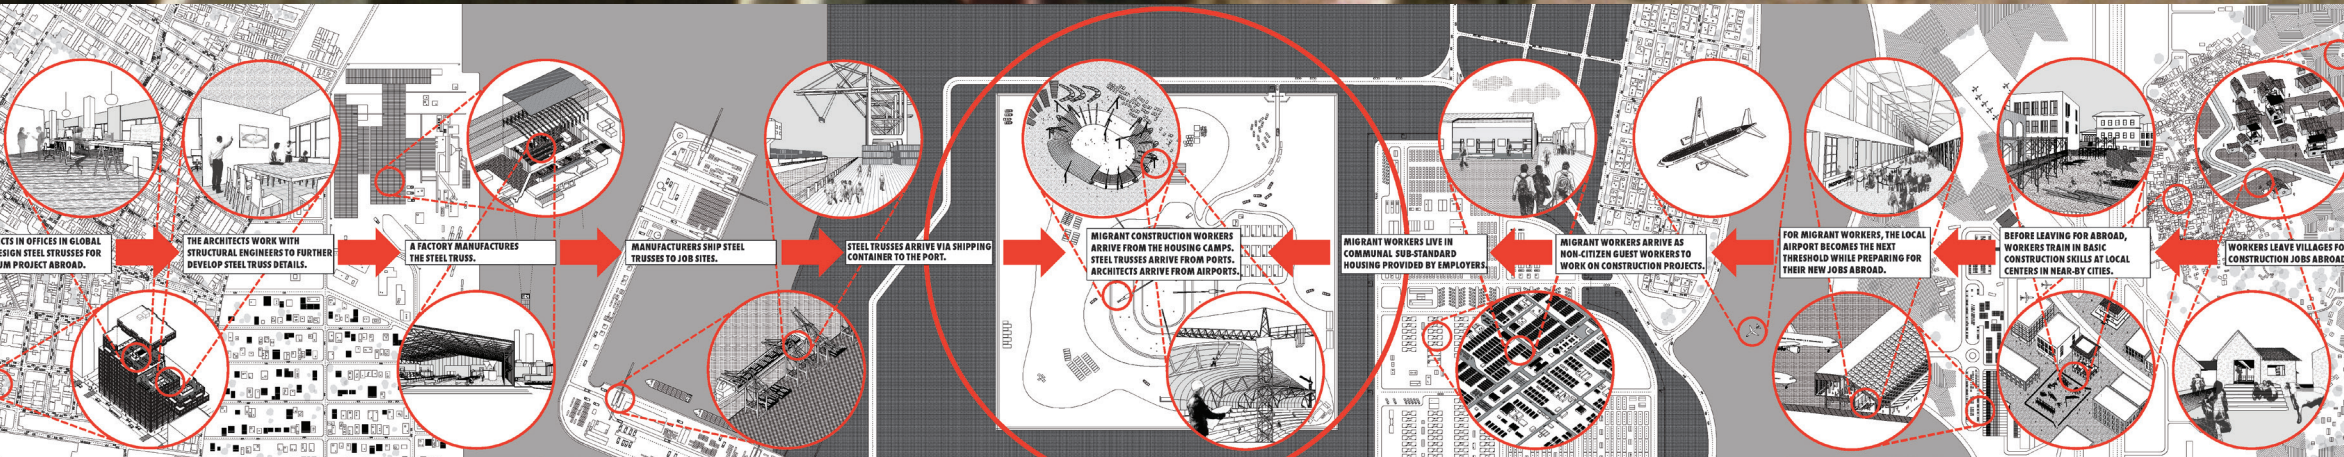 CTS IN OFFICES IN GLOBAL
ESIGN STEEL STRUSSES FOR
UM PROJECT ABROAD.
THE ARCHITECTS WORK WITH
STRUCTURAL ENGINEERS TO FURTHER
DEVELOP STEEL TRUSS DETAILS.
A FACTORY MANUFACTURES
THE STEEL TRUSS.
MANUFACTURERS SHIP STEEL
TRUSSES TO JOB SITES.
STEEL TRUSSES ARRIVE VIA SHIPPING
CONTAINER TO THE PORT.
MIGRANT CONSTRUCTION WORKERS
ARRIVE FROM THE HOUSING CAMPS.
STEEL TRUSSES ARRIVE FROM PORTS.
ARCHITECTS ARRIVE FROM AIRPORTS.
MIGRANT WORKERS LIVE IN
COMMUNAL SUB-STANDARD
HOUSING PROVIDED BY EMPLOYERS.
MIGRANT WORKERS ARRIVE AS
NON-CITIZEN GUEST WORKERS TO
WORK ON CONSTRUCTION PROJECTS.
FOR MIGRANT WORKERS, THE LOCAL
AIRPORT BECOMES THE NEXT
THRESHOLD WHILE PREPARING FOR
THEIR NEW JOBS ABROAD.
BEFORE LEAVING FOR ABROAD,
WORKERS TRAIN IN BASIC
CONSTRUCTION SKILLS AT LOCAL
CENTERS IN NEAR-BY CITIES.
WORKERS LEAVE VILLAGES FO
CONSTRUCTION JOBS ABROAD